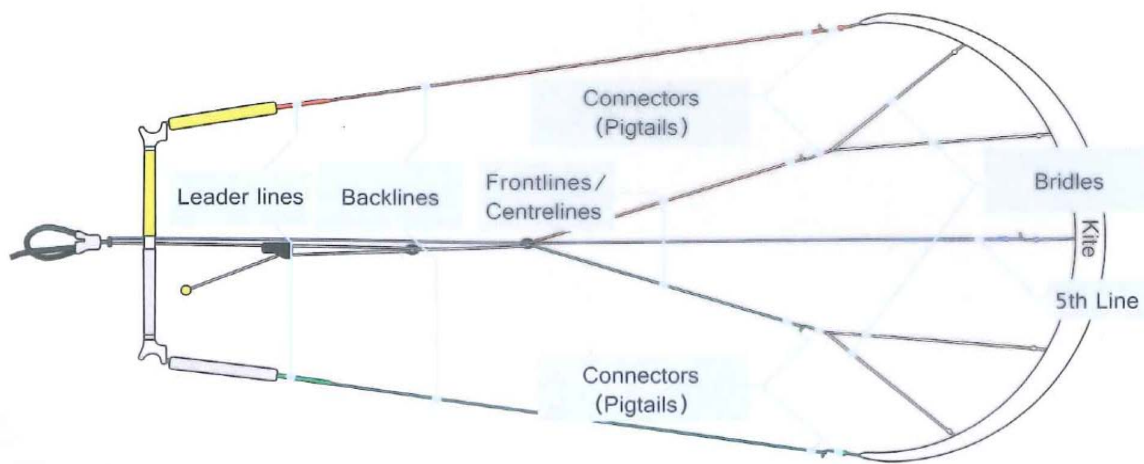 Connectors
(Pigtails)
Leader lines
Backlines
Frontlines/
Centrelines
Bridles
Kite
5th Line
Connectors
(Pigtails)